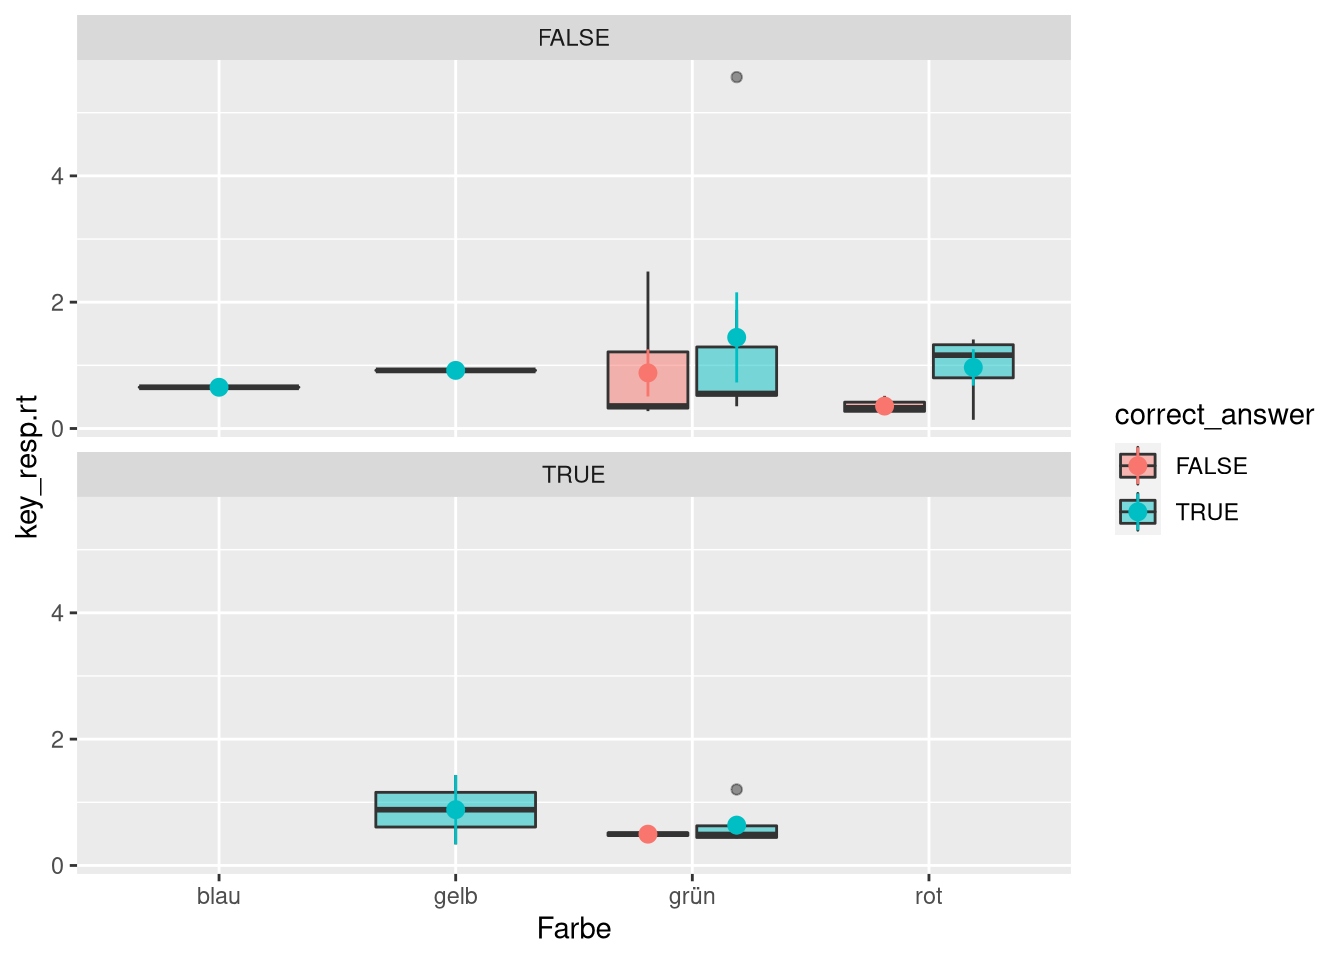 FALSE
4
2
0
TRUE
4
2
0
blau gelb grün rot
Farbe
key_resp.rt
correct_answer
FALSE
TRUE